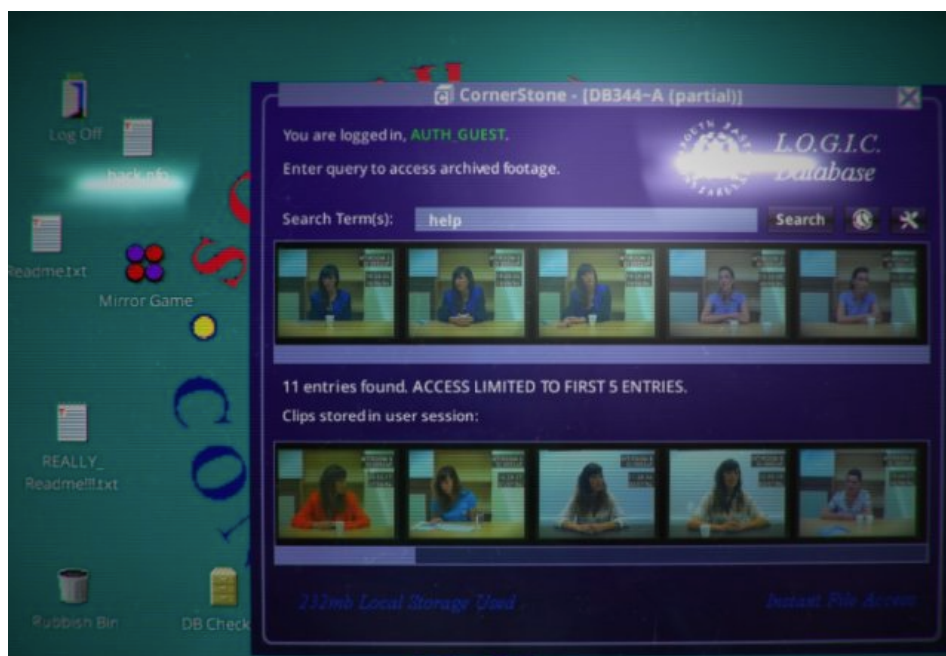 CornerStone - [DB344-A (partial)]
You are logged in, AUTH_GUEST.
Enter query to access archived footage.
L.O.G.I.C.
Database
Search Term(s):
help
Search
11 entries found. ACCESS LIMITED TO FIRST 5 ENTRIES.
Clips stored in user session:
232mb Local Storage Used
Instant File Access
Log Off
hack.nfo
Readme.txt
Mirror Game
REALLY_
Readme!!!.txt
Rubbish Bin
DB Check